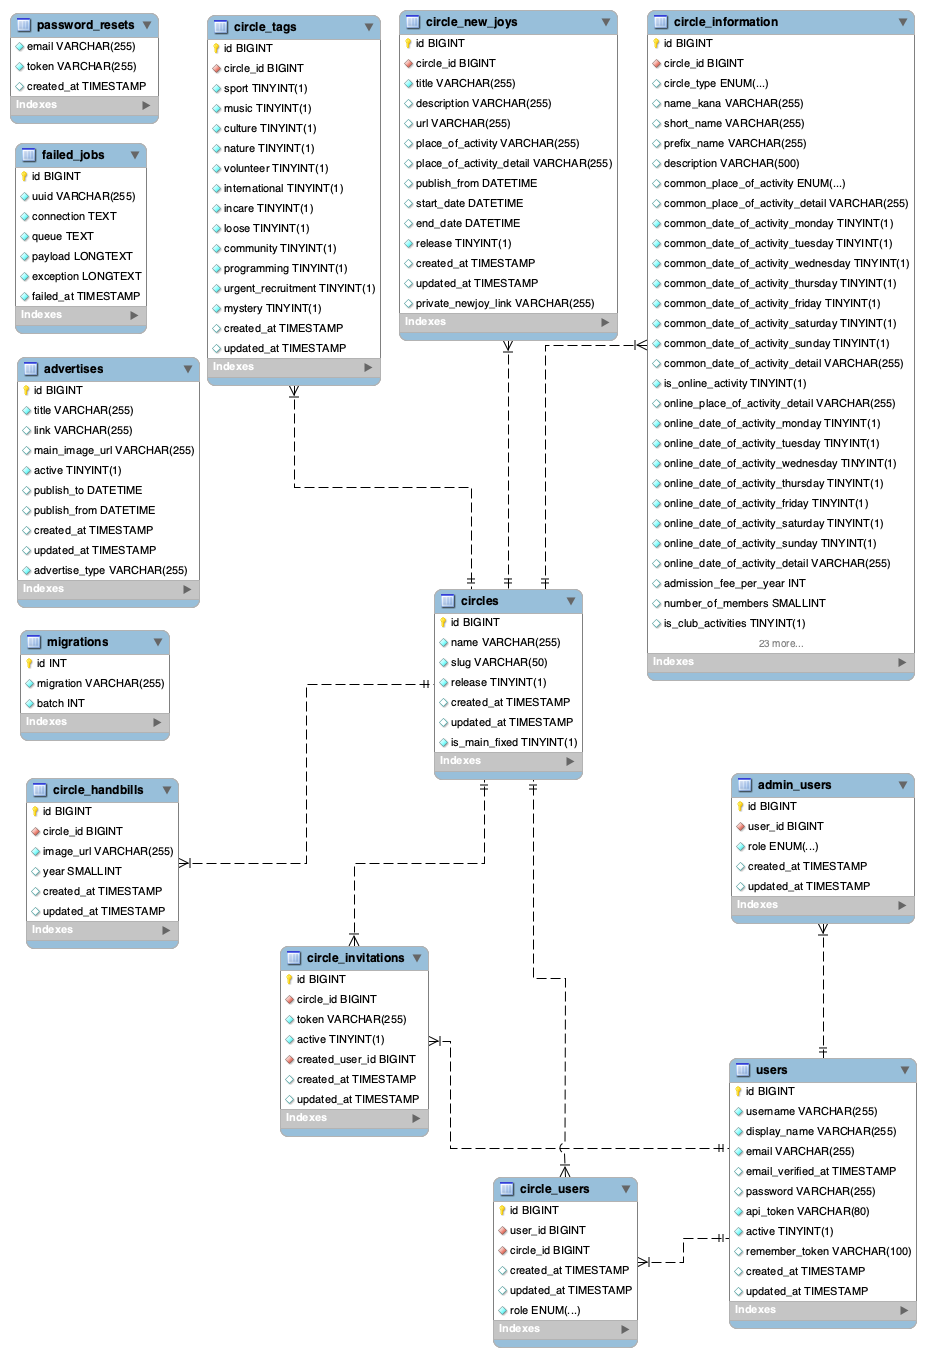 password_resets
email VARCHAR(255)
token VARCHAR(255)
created_at TIMESTAMP
Indexes
failed_jobs
id BIGINT
uuid VARCHAR(255)
connection TEXT
queue TEXT
payload LONGTEXT
exception LONGTEXT
failed_at TIMESTAMP
Indexes
advertises
id BIGINT
title VARCHAR(255)
link VARCHAR(255)
main_image_url VARCHAR(255)
active TINYINT(1)
publish_to DATETIME
publish_from DATETIME
created_at TIMESTAMP
updated_at TIMESTAMP
advertise_type VARCHAR(255)
Indexes
migrations
id INT
migration VARCHAR(255)
batch INT
Indexes
circle_handbills
id BIGINT
circle_id BIGINT
image_url VARCHAR(255)
year SMALLINT
created_at TIMESTAMP
updated_at TIMESTAMP
Indexes
circle_tags
id BIGINT
circle_id BIGINT
sport TINYINT(1)
music TINYINT(1)
culture TINYINT(1)
nature TINYINT(1)
volunteer TINYINT(1)
international TINYINT(1)
incare TINYINT(1)
loose TINYINT(1)
community TINYINT(1)
programming TINYINT(1)
urgent_recruitment TINYINT(1)
mystery TINYINT(1)
created_at TIMESTAMP
updated_at TIMESTAMP
Indexes
circle_new_joys
id BIGINT
circle_id BIGINT
title VARCHAR(255)
description VARCHAR(255)
url VARCHAR(255)
place_of_activity VARCHAR(255)
place_of_activity_detail VARCHAR(255)
publish_from DATETIME
start_date DATETIME
end_date DATETIME
release TINYINT(1)
created_at TIMESTAMP
updated_at TIMESTAMP
private_newjoy_link VARCHAR(255)
Indexes
circle_information
id BIGINT
circle_id BIGINT
circle_type ENUM(...)
name_kana VARCHAR(255)
short_name VARCHAR(255)
prefix_name VARCHAR(255)
description VARCHAR(500)
common_place_of_activity ENUM(...)
common_place_of_activity_detail VARCHAR(255)
common_date_of_activity_monday TINYINT(1)
common_date_of_activity_tuesday TINYINT(1)
common_date_of_activity_wednesday TINYINT(1)
common_date_of_activity_thursday TINYINT(1)
common_date_of_activity_friday TINYINT(1)
common_date_of_activity_saturday TINYINT(1)
common_date_of_activity_sunday TINYINT(1)
common_date_of_activity_detail VARCHAR(255)
is_online_activity TINYINT(1)
online_place_of_activity_detail VARCHAR(255)
online_date_of_activity_monday TINYINT(1)
online_date_of_activity_tuesday TINYINT(1)
online_date_of_activity_wednesday TINYINT(1)
online_date_of_activity_thursday TINYINT(1)
online_date_of_activity_friday TINYINT(1)
online_date_of_activity_saturday TINYINT(1)
online_date_of_activity_sunday TINYINT(1)
online_date_of_activity_detail VARCHAR(255)
admission_fee_per_year INT
number_of_members SMALLINT
is_club_activities TINYINT(1)
23 more...
Indexes
circles
id BIGINT
name VARCHAR(255)
slug VARCHAR(50)
release TINYINT(1)
created_at TIMESTAMP
updated_at TIMESTAMP
is_main_fixed TINYINT(1)
Indexes
admin_users
id BIGINT
user_id BIGINT
role ENUM(...)
created_at TIMESTAMP
updated_at TIMESTAMP
Indexes
circle_invitations
id BIGINT
circle_id BIGINT
token VARCHAR(255)
active TINYINT(1)
created_user_id BIGINT
created_at TIMESTAMP
updated_at TIMESTAMP
Indexes
users
id BIGINT
username VARCHAR(255)
display_name VARCHAR(255)
email VARCHAR(255)
email_verified_at TIMESTAMP
password VARCHAR(255)
api_token VARCHAR(80)
active TINYINT(1)
remember_token VARCHAR(100)
created_at TIMESTAMP
updated_at TIMESTAMP
Indexes
circle_users
id BIGINT
user_id BIGINT
circle_id BIGINT
created_at TIMESTAMP
updated_at TIMESTAMP
role ENUM(...)
Indexes